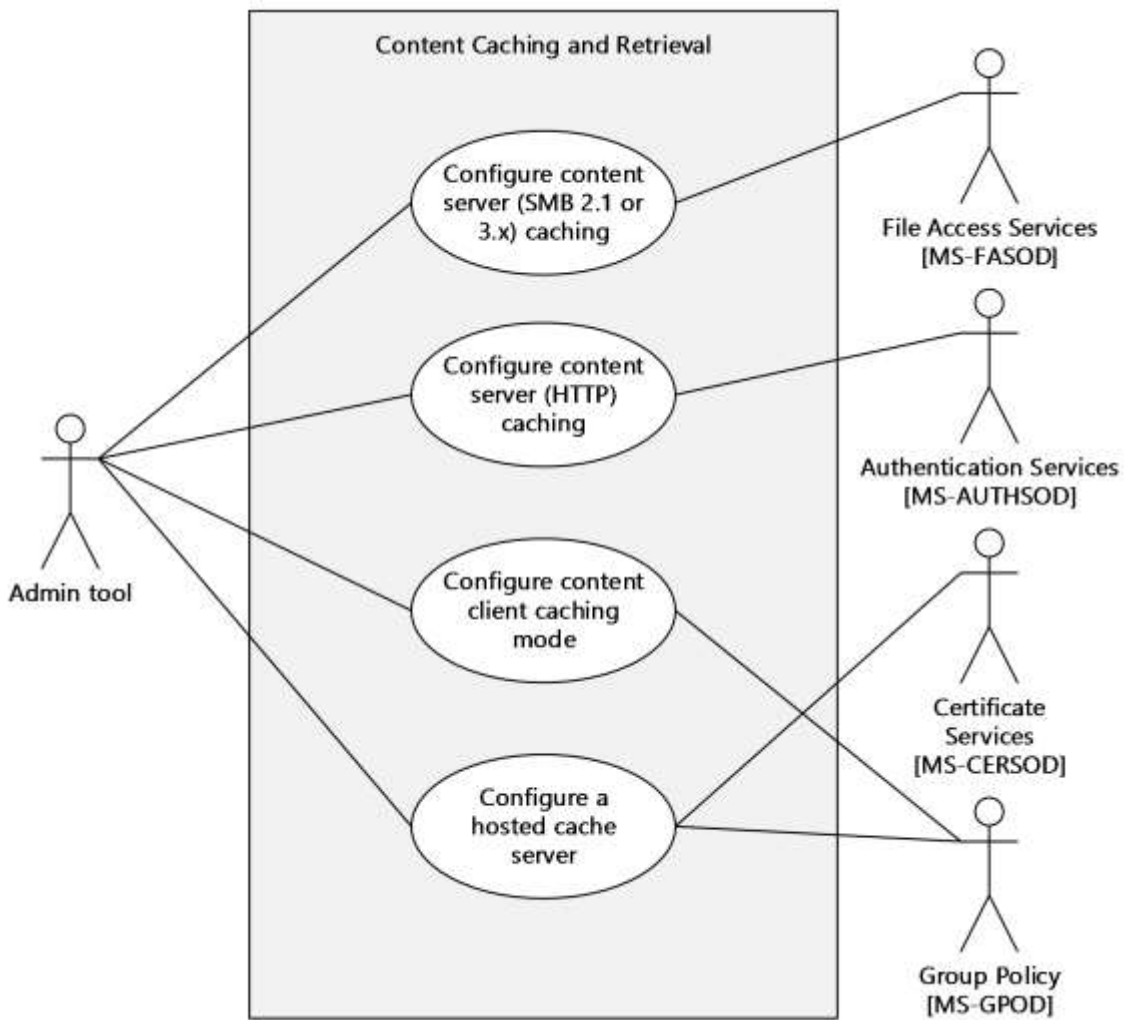 Content Caching and Retrieval
Configure content
server (SMB 2.1 or
3.x) caching
File Access Services
[MS-FASOD]
Configure content
server (HTTP)
caching
Authentication Services
[MS-AUTHSOD]
Admin tool
Configure content
client caching
mode
Certificate
Services
[MS-CERSOD]
Configure a
hosted cache
server
Group Policy
[MS-GPOD]